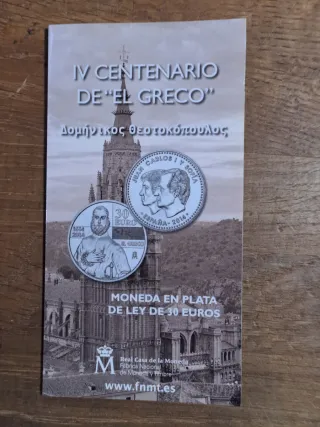 IV CENTENARIO
DE "EL GRECO"
Δομήνικος Θεοτοκόπουλος
JUAN CARLOS I Y SOFÍA
ESPAÑA - 2014
30
EURO
EL GRECO
MONEDA EN PLATA
DE LEY DE 30 EUROS
M
Real Casa de la Moneda
Fábrica Nacional
de Moneda y Timbre
www.fnmt.es